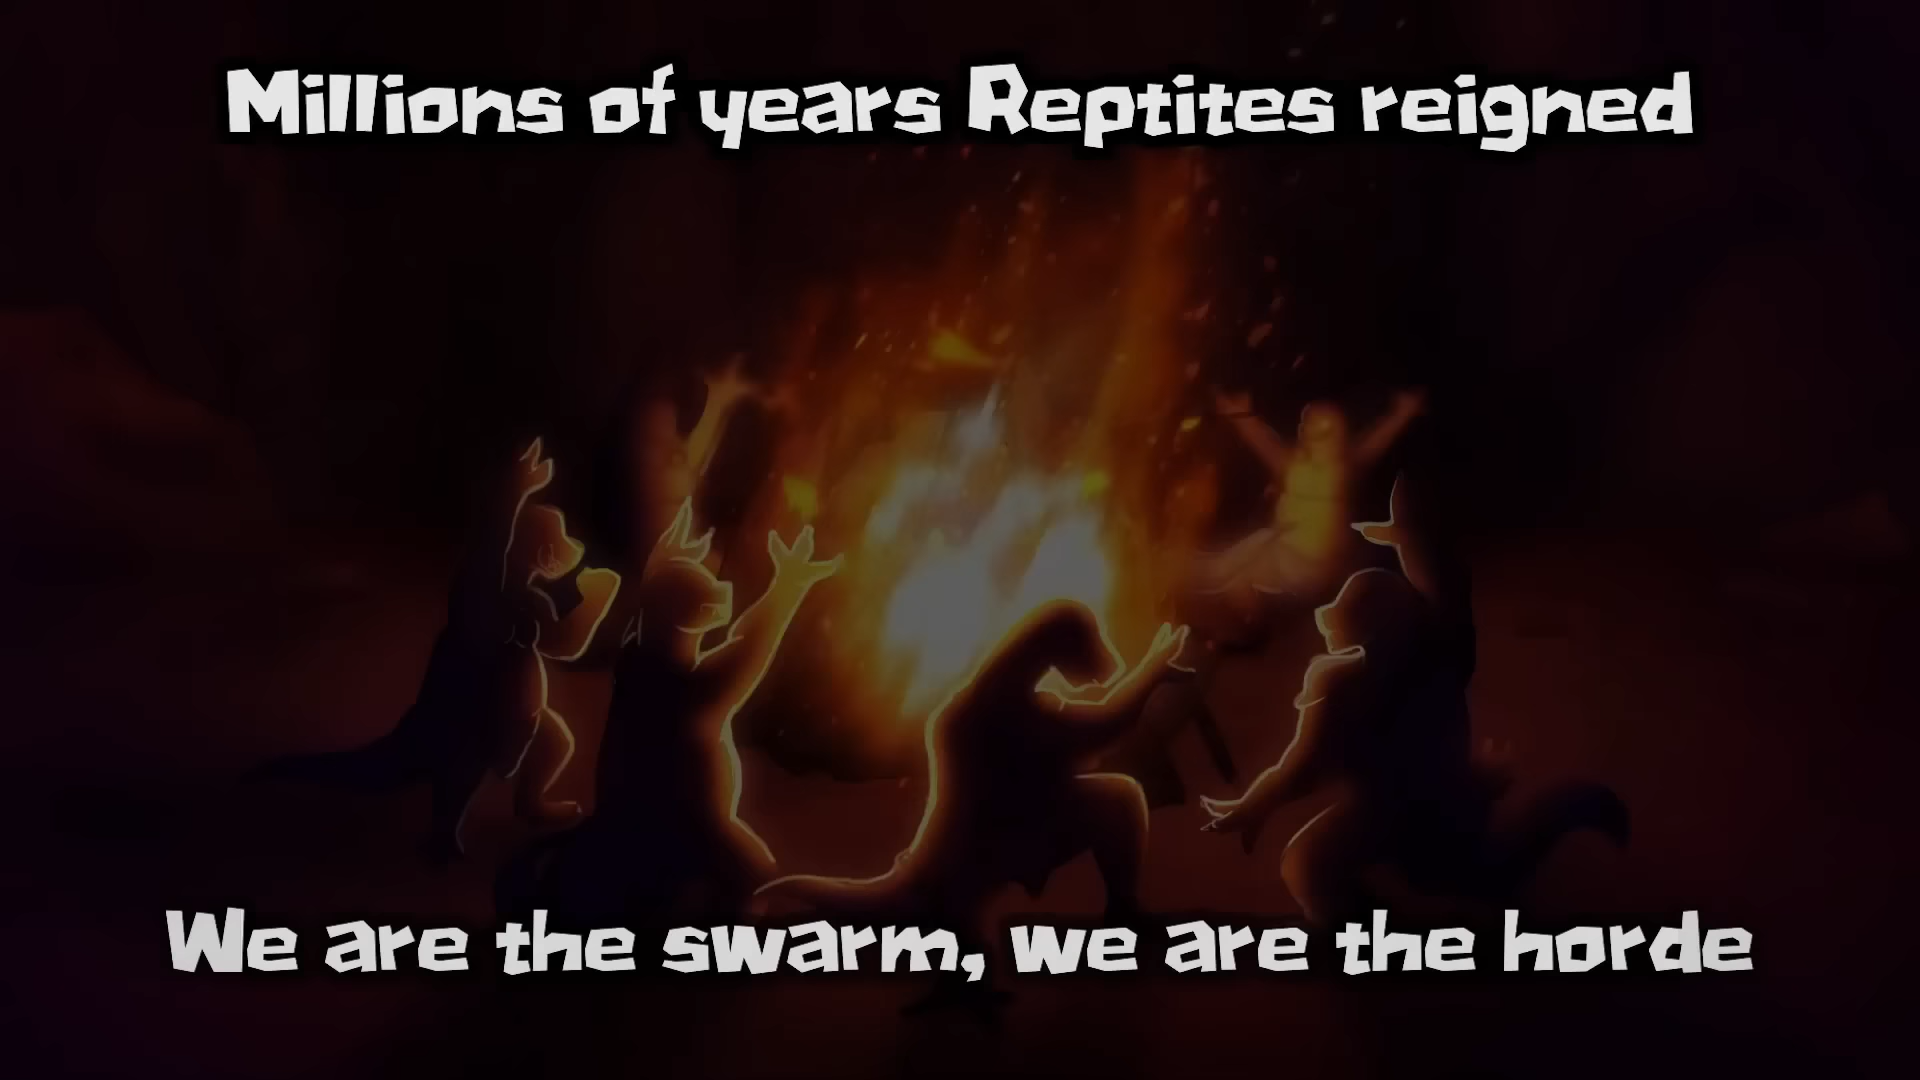 Millions of years Reptites reigned
We are the swarm, we are the horde